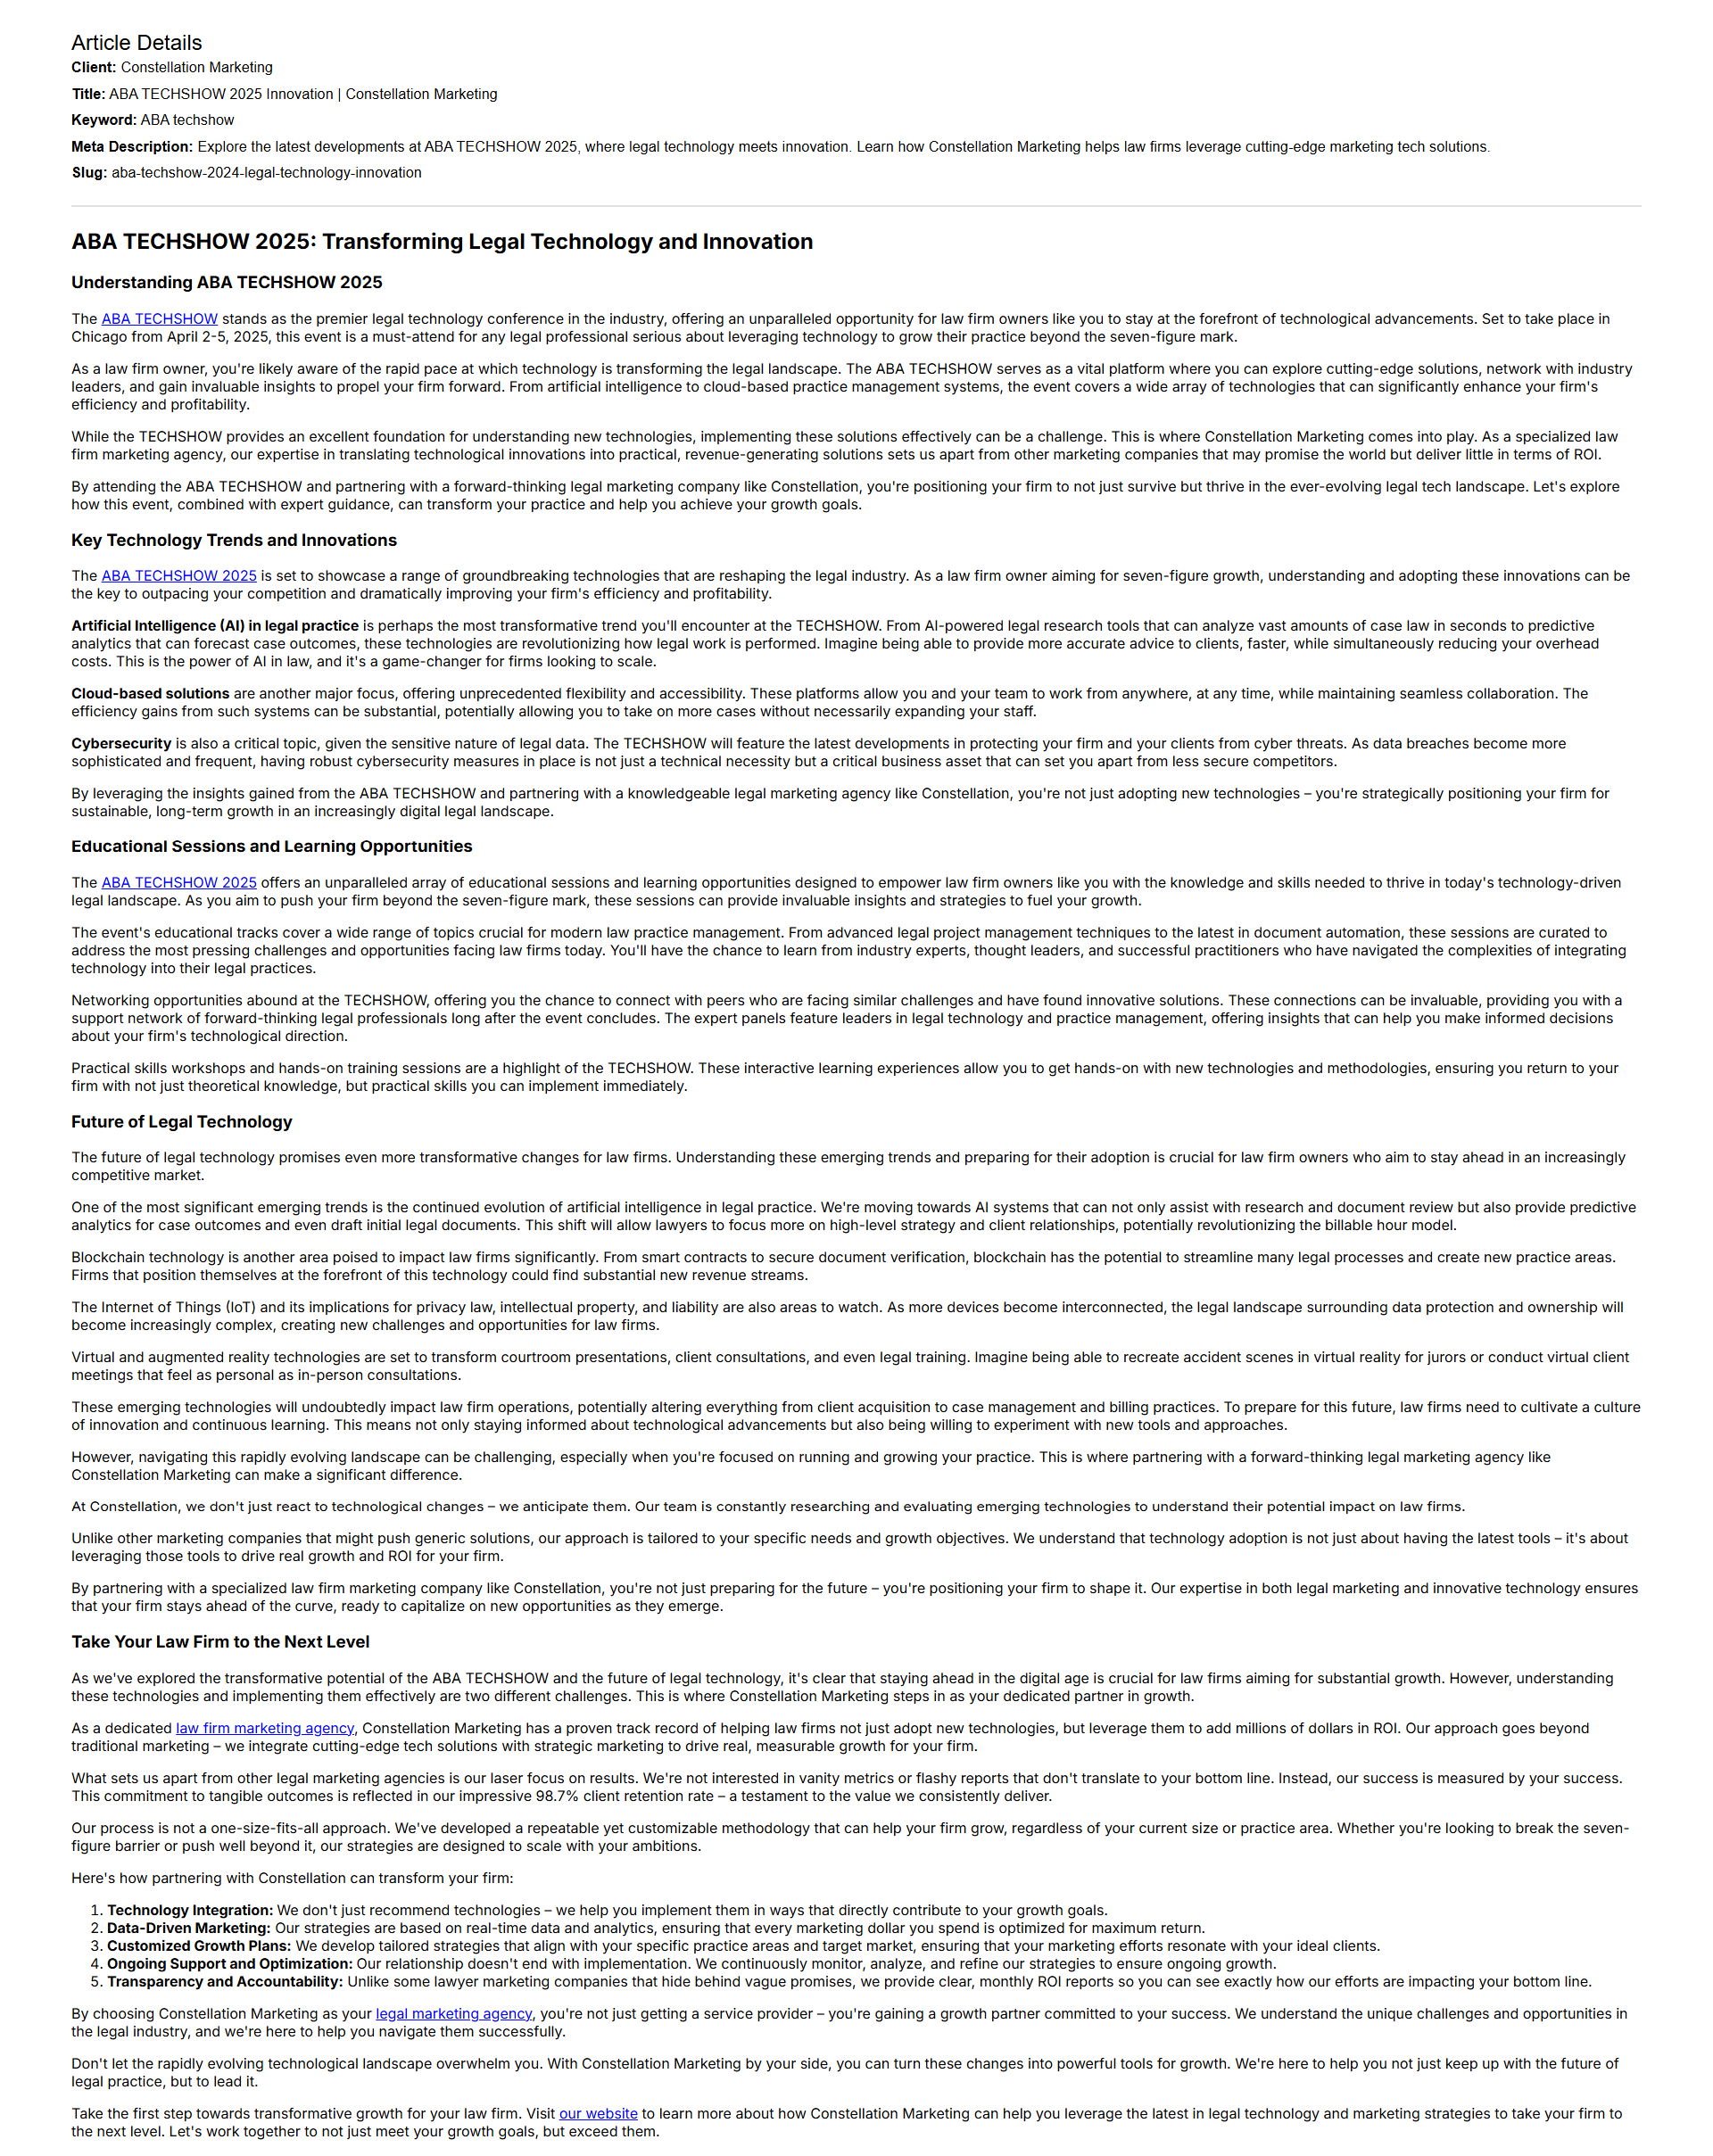 Article Details
Client: Constellation Marketing
Title: ABA TECHSHOW 2025 Innovation | Constellation Marketing
Keyword: ABA techshow
Meta Description: Explore the latest developments at ABA TECHSHOW 2025, where legal technology meets innovation. Learn how Constellation Marketing helps law firms leverage cutting-edge marketing tech solutions.
Slug: aba-techshow-2024-legal-technology-innovation
ABA TECHSHOW 2025: Transforming Legal Technology and Innovation
Understanding ABA TECHSHOW 2025
The ABA TECHSHOW stands as the premier legal technology conference in the industry, offering an unparalleled opportunity for law firm owners like you to stay at the forefront of technological advancements. Set to take place in
Chicago from April 2-5, 2025, this event is a must-attend for any legal professional serious about leveraging technology to grow their practice beyond the seven-figure mark.
As a law firm owner, you're likely aware of the rapid pace at which technology is transforming the legal landscape. The ABA TECHSHOW serves as a vital platform where you can explore cutting-edge solutions, network with industry
leaders, and gain invaluable insights to propel your firm forward. From artificial intelligence to cloud-based practice management systems, the event covers a wide array of technologies that can significantly enhance your firm's
efficiency and profitability.
While the TECHSHOW provides an excellent foundation for understanding new technologies, implementing these solutions effectively can be a challenge. This is where Constellation Marketing comes into play. As a specialized law
firm marketing agency, our expertise in translating technological innovations into practical, revenue-generating solutions sets us apart from other marketing companies that may promise the world but deliver little in terms of ROI.
By attending the ABA TECHSHOW and partnering with a forward-thinking legal marketing company like Constellation, you're positioning your firm to not just survive but thrive in the ever-evolving legal tech landscape. Let's explore
how this event, combined with expert guidance, can transform your practice and help you achieve your growth goals.
Key Technology Trends and Innovations
The ABA TECHSHOW 2025 is set to showcase a range of groundbreaking technologies that are reshaping the legal industry. As a law firm owner aiming for seven-figure growth, understanding and adopting these innovations can be
the key to outpacing your competition and dramatically improving your firm's efficiency and profitability.
Artificial Intelligence (AI) in legal practice is perhaps the most transformative trend you'll encounter at the TECHSHOW. From AI-powered legal research tools that can analyze vast amounts of case law in seconds to predictive
analytics that can forecast case outcomes, these technologies are revolutionizing how legal work is performed. Imagine being able to provide more accurate advice to clients, faster, while simultaneously reducing your overhead
costs. This is the power of AI in law, and it's a game-changer for firms looking to scale.
Cloud-based solutions are another major focus, offering unprecedented flexibility and accessibility. These platforms allow you and your team to work from anywhere, at any time, while maintaining seamless collaboration. The
efficiency gains from such systems can be substantial, potentially allowing you to take on more cases without necessarily expanding your staff.
Cybersecurity is also a critical topic, given the sensitive nature of legal data. The TECHSHOW will feature the latest developments in protecting your firm and your clients from cyber threats. As data breaches become more
sophisticated and frequent, having robust cybersecurity measures in place is not just a technical necessity but a critical business asset that can set you apart from less secure competitors.
By leveraging the insights gained from the ABA TECHSHOW and partnering with a knowledgeable legal marketing agency like Constellation, you're not just adopting new technologies – you're strategically positioning your firm for
sustainable, long-term growth in an increasingly digital legal landscape.
Educational Sessions and Learning Opportunities
The ABA TECHSHOW 2025 offers an unparalleled array of educational sessions and learning opportunities designed to empower law firm owners like you with the knowledge and skills needed to thrive in today's technology-driven
legal landscape. As you aim to push your firm beyond the seven-figure mark, these sessions can provide invaluable insights and strategies to fuel your growth.
The event's educational tracks cover a wide range of topics crucial for modern law practice management. From advanced legal project management techniques to the latest in document automation, these sessions are curated to
address the most pressing challenges and opportunities facing law firms today. You'll have the chance to learn from industry experts, thought leaders, and successful practitioners who have navigated the complexities of integrating
technology into their legal practices.
Networking opportunities abound at the TECHSHOW, offering you the chance to connect with peers who are facing similar challenges and have found innovative solutions. These connections can be invaluable, providing you with a
support network of forward-thinking legal professionals long after the event concludes. The expert panels feature leaders in legal technology and practice management, offering insights that can help you make informed decisions
about your firm's technological direction.
Practical skills workshops and hands-on training sessions are a highlight of the TECHSHOW. These interactive learning experiences allow you to get hands-on with new technologies and methodologies, ensuring you return to your
firm with not just theoretical knowledge, but practical skills you can implement immediately.
Future of Legal Technology
The future of legal technology promises even more transformative changes for law firms. Understanding these emerging trends and preparing for their adoption is crucial for law firm owners who aim to stay ahead in an increasingly
competitive market.
One of the most significant emerging trends is the continued evolution of artificial intelligence in legal practice. We're moving towards AI systems that can not only assist with research and document review but also provide predictive
analytics for case outcomes and even draft initial legal documents. This shift will allow lawyers to focus more on high-level strategy and client relationships, potentially revolutionizing the billable hour model.
Blockchain technology is another area poised to impact law firms significantly. From smart contracts to secure document verification, blockchain has the potential to streamline many legal processes and create new practice areas.
Firms that position themselves at the forefront of this technology could find substantial new revenue streams.
The Internet of Things (IoT) and its implications for privacy law, intellectual property, and liability are also areas to watch. As more devices become interconnected, the legal landscape surrounding data protection and ownership will
become increasingly complex, creating new challenges and opportunities for law firms.
Virtual and augmented reality technologies are set to transform courtroom presentations, client consultations, and even legal training. Imagine being able to recreate accident scenes in virtual reality for jurors or conduct virtual client
meetings that feel as personal as in-person consultations.
These emerging technologies will undoubtedly impact law firm operations, potentially altering everything from client acquisition to case management and billing practices. To prepare for this future, law firms need to cultivate a culture
of innovation and continuous learning. This means not only staying informed about technological advancements but also being willing to experiment with new tools and approaches.
However, navigating this rapidly evolving landscape can be challenging, especially when you're focused on running and growing your practice. This is where partnering with a forward-thinking legal marketing agency like
Constellation Marketing can make a significant difference.
At Constellation, we don't just react to technological changes – we anticipate them. Our team is constantly researching and evaluating emerging technologies to understand their potential impact on law firms.
Unlike other marketing companies that might push generic solutions, our approach is tailored to your specific needs and growth objectives. We understand that technology adoption is not just about having the latest tools – it's about
leveraging those tools to drive real growth and ROI for your firm.
By partnering with a specialized law firm marketing company like Constellation, you're not just preparing for the future – you're positioning your firm to shape it. Our expertise in both legal marketing and innovative technology ensures
that your firm stays ahead of the curve, ready to capitalize on new opportunities as they emerge.
Take Your Law Firm to the Next Level
As we've explored the transformative potential of the ABA TECHSHOW and the future of legal technology, it's clear that staying ahead in the digital age is crucial for law firms aiming for substantial growth. However, understanding
these technologies and implementing them effectively are two different challenges. This is where Constellation Marketing steps in as your dedicated partner in growth.
As a dedicated law firm marketing agency, Constellation Marketing has a proven track record of helping law firms not just adopt new technologies, but leverage them to add millions of dollars in ROI. Our approach goes beyond
traditional marketing – we integrate cutting-edge tech solutions with strategic marketing to drive real, measurable growth for your firm.
What sets us apart from other legal marketing agencies is our laser focus on results. We're not interested in vanity metrics or flashy reports that don't translate to your bottom line. Instead, our success is measured by your success.
This commitment to tangible outcomes is reflected in our impressive 98.7% client retention rate – a testament to the value we consistently deliver.
Our process is not a one-size-fits-all approach. We've developed a repeatable yet customizable methodology that can help your firm grow, regardless of your current size or practice area. Whether you're looking to break the seven-
figure barrier or push well beyond it, our strategies are designed to scale with your ambitions.
Here's how partnering with Constellation can transform your firm:
1. Technology Integration: We don't just recommend technologies – we help you implement them in ways that directly contribute to your growth goals.
2. Data-Driven Marketing: Our strategies are based on real-time data and analytics, ensuring that every marketing dollar you spend is optimized for maximum return.
3. Customized Growth Plans: We develop tailored strategies that align with your specific practice areas and target market, ensuring that your marketing efforts resonate with your ideal clients.
4. Ongoing Support and Optimization: Our relationship doesn't end with implementation. We continuously monitor, analyze, and refine our strategies to ensure ongoing growth.
5. Transparency and Accountability: Unlike some lawyer marketing companies that hide behind vague promises, we provide clear, monthly ROI reports so you can see exactly how our efforts are impacting your bottom line.
By choosing Constellation Marketing as your legal marketing agency, you're not just getting a service provider – you're gaining a growth partner committed to your success. We understand the unique challenges and opportunities in
the legal industry, and we're here to help you navigate them successfully.
Don't let the rapidly evolving technological landscape overwhelm you. With Constellation Marketing by your side, you can turn these changes into powerful tools for growth. We're here to help you not just keep up with the future of
legal practice, but to lead it.
Take the first step towards transformative growth for your law firm. Visit our website to learn more about how Constellation Marketing can help you leverage the latest in legal technology and marketing strategies to take your firm to
the next level. Let's work together to not just meet your growth goals, but exceed them.